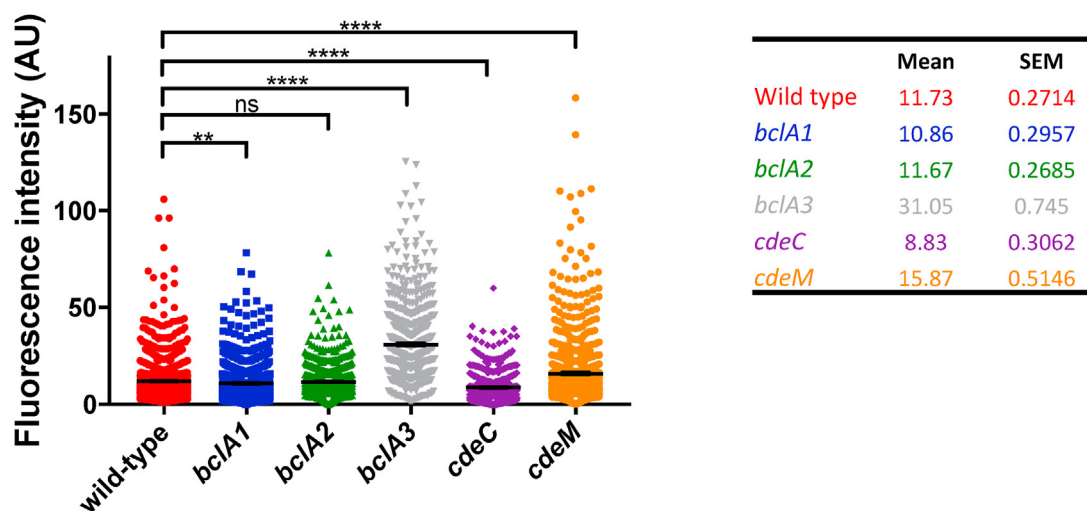 Fluorescence intensity (AU)
****
****
****
ns
**
150
100
50
0
wild-type
bclA1
bclA2
bclA3
cdeC
cdeM
Mean SEM
Wild type 11.73 0.2714
bclA1 10.86 0.2957
bclA2 11.67 0.2685
bclA3 31.05 0.745
cdeC 8.83 0.3062
cdeM 15.87 0.5146